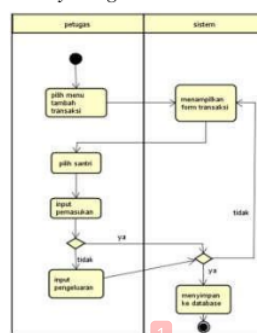 petugas
sistem
pilih menu
tambah
transaksi
menampilkan
form transaksi
pilih santri
input
pemasukan
ya
tidak
tidak
input
pengeluaran
ya
menyimpan
ke database
1